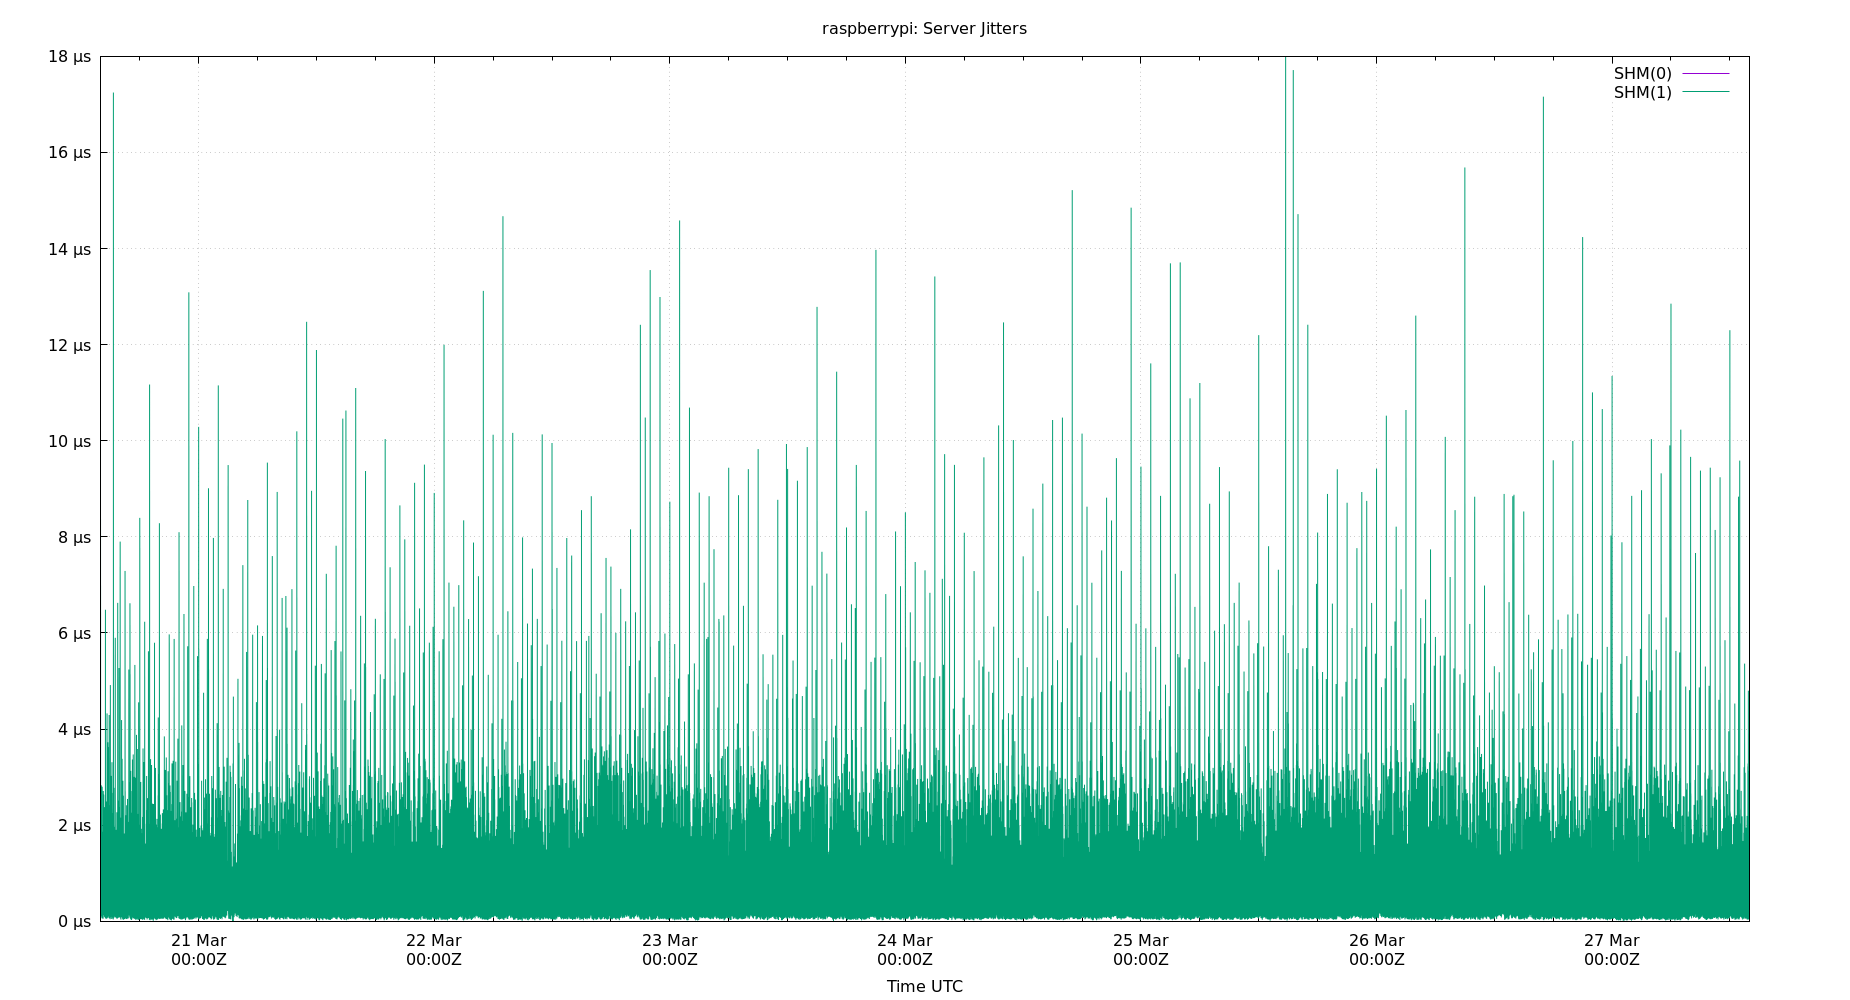 raspberrypi: Server Jitters
18 µs
16 µs
14 µs
12 µs
10 µs
8 µs
6 µs
4 µs
2 µs
0 µs
SHM(0)
SHM(1)
21 Mar 22 Mar 23 Mar 24 Mar 25 Mar 26 Mar 27 Mar
00:00Z 00:00Z 00:00Z 00:00Z 00:00Z 00:00Z 00:00Z
Time UTC